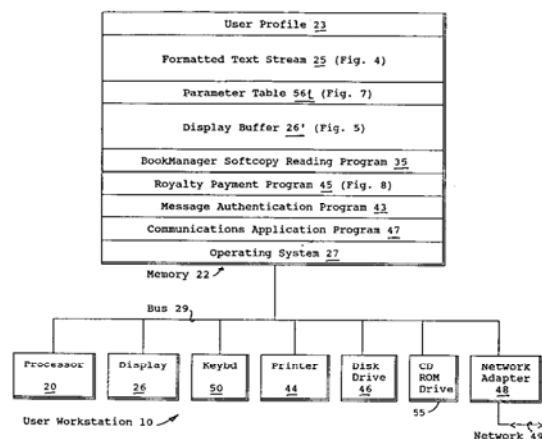 User Profile 23
Formatted Text Stream 25 (Fig. 4)
Parameter Table 56f (Fig. 7)
Display Buffer 26' (Fig. 5)
BookManager Softcopy Reading Program 35
Royalty Payment Program 45 (Fig. 8)
Message Authentication Program 43
Communications Application Program 47
Operating System 27
Memory 22
Bus 29
Processor
20
Display
26
Keybd
50
Printer
44
Disk
Drive
46
CD
ROM
Drive
55
Network
Adapter
48
User Workstation 10
Network 49